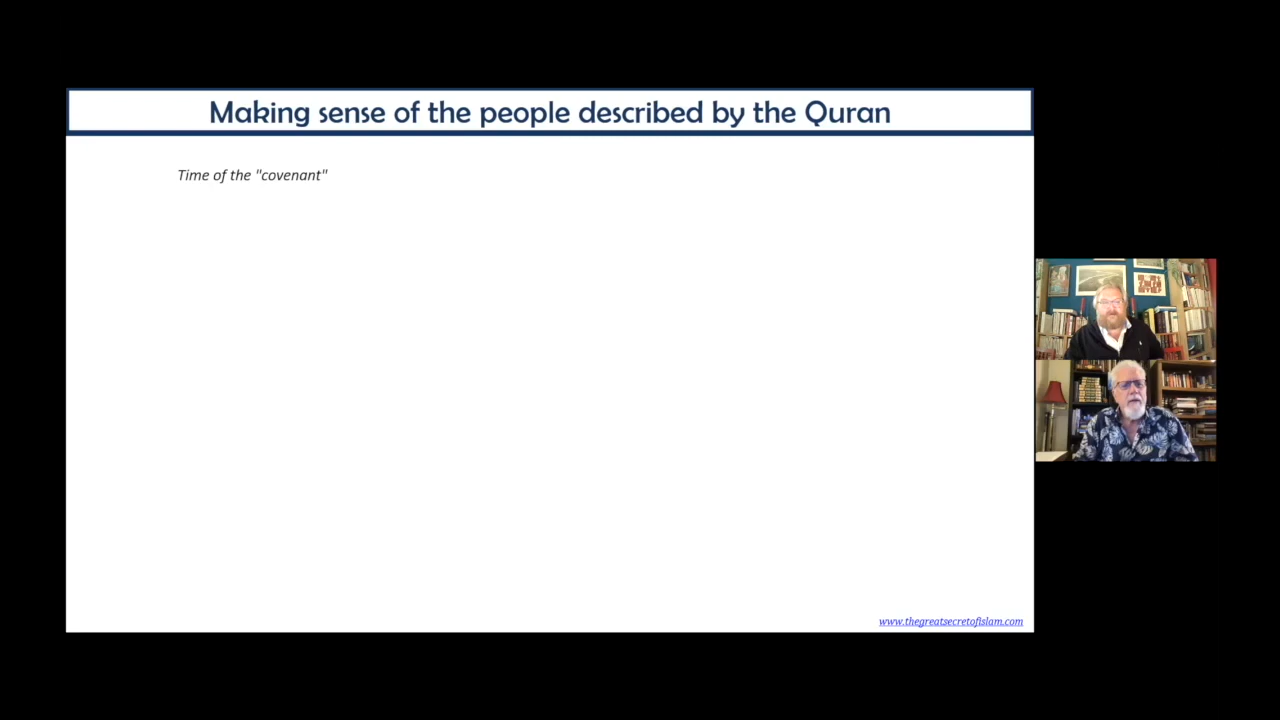 Making sense of the people described by the Quran
Time of the "covenant"
www.thegreatsecretofislam.com